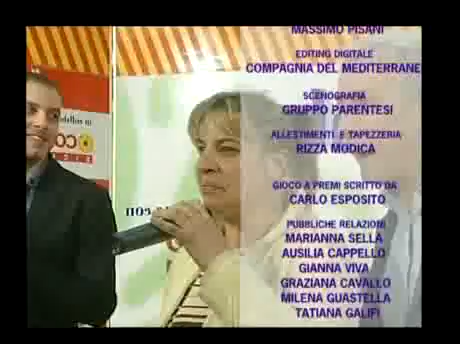 MASSIMO PISANI
EDITING DIGITALE
COMPAGNIA DEL MEDITERRANE
SCENOGRAFIA
GRUPPO PARENTESI
ALLESTIMENTI E TAPEZZERIA
RIZZA MODICA
GIOCO A PREMI SCRITTO DA
CARLO ESPOSITO
PUBBLICHE RELAZIONI
MARIANNA SELLA
AUSILIA CAPPELLO
GIANNA VIVA
GRAZIANA CAVALLO
MILENA GUASTELLA
TATIANA GALIFI